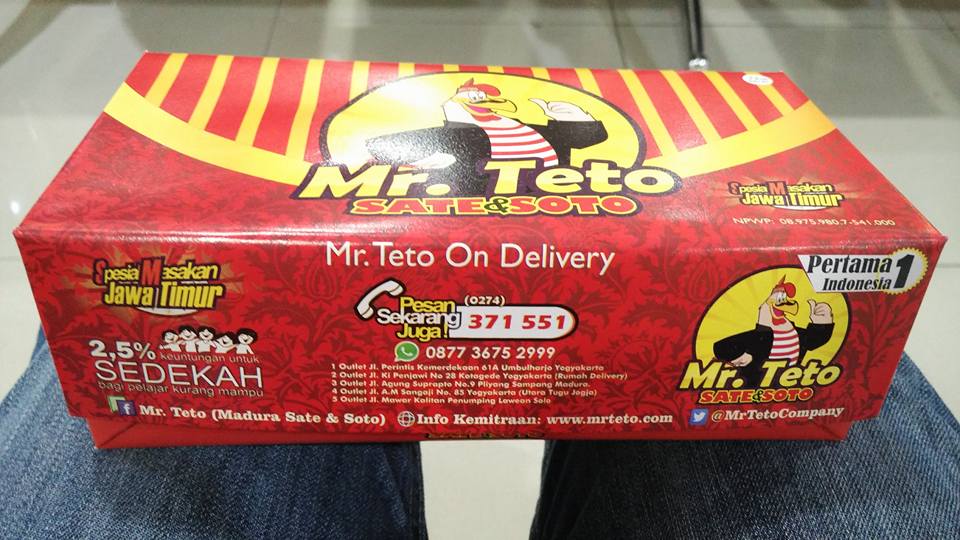 Mr. Teto
SATE & SOTO
Spesial Masakan
Jawa Timur
NPWP: 08.975.980.7-541.000
Mr. Teto On Delivery
Spesial Masakan
Jawa Timur
2,5% keuntungan untuk
SEDEKAH
bagi pelajar kurang mampu
Pesan
Sekarang
Juga!
(0274)
371 551
0877 3675 2999
1 Outlet Jl. Perintis Kemerdekaan 61A Umbulharjo Yogyakarta
2 Outlet Jl. Ki Penjawi No 28 Kotagede Yogyakarta (Rumah Delivery)
3 Outlet Jl. Agung Suprapto No.9 Pliyang Sampang Madura.
4 Outlet Jl. A.M Sangaji No. 85 Yogyakarta (Utara Tugu Jogja)
5 Outlet Jl. Mawar Kalitan Penumping Lawean Solo
Pertama 1
Indonesia
Mr. Teto
SATE & SOTO
Mr. Teto (Madura Sate & Soto)
Info Kemitraan: www.mrteto.com
@MrTetoCompany